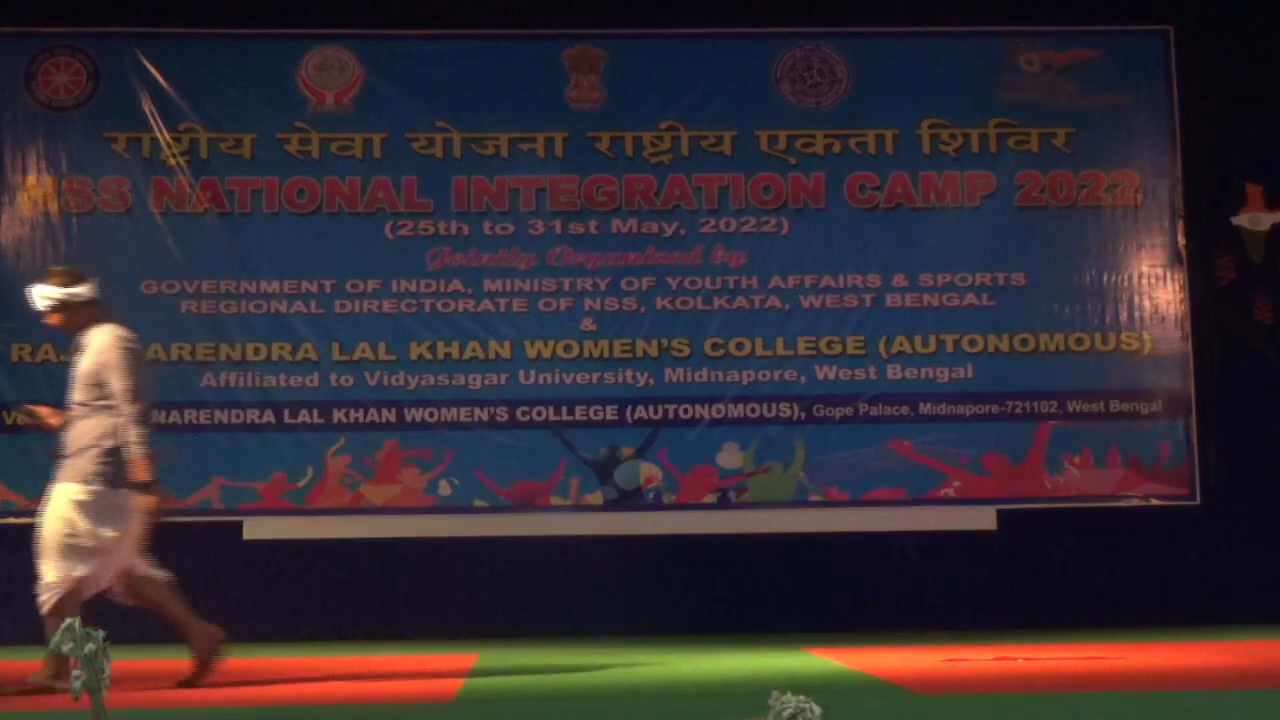 राष्ट्रीय सेवा योजना राष्ट्रीय एकता शिविर
NSS NATIONAL INTEGRATION CAMP 2022
(25th to 31st May, 2022)
Jointly Organized by
GOVERNMENT OF INDIA, MINISTRY OF YOUTH AFFAIRS & SPORTS
REGIONAL DIRECTORATE OF NSS, KOLKATA, WEST BENGAL
&
NARENDRA LAL KHAN WOMEN'S COLLEGE (AUTONOMOUS)
Affiliated to Vidyasagar University, Midnapore, West Bengal
NARENDRA LAL KHAN WOMEN'S COLLEGE (AUTONOMOUS), Gope Palace, Midnapore-721102, West Bengal